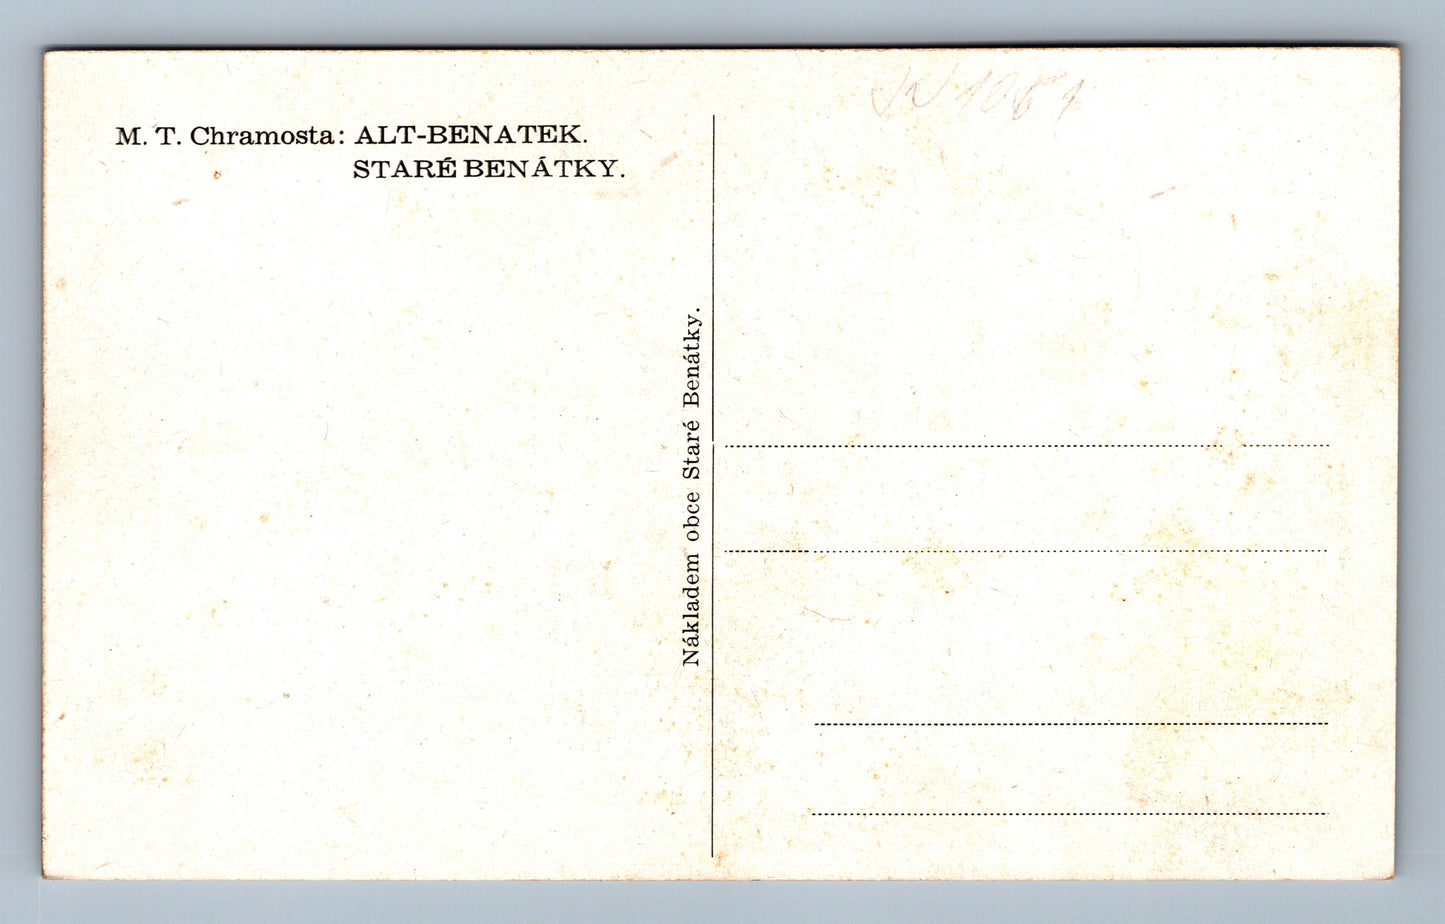 M. T. Chramosta: ALT-BENATEK.
STARÉ BENÁTKY.
Nákladem obce Staré Benátky.